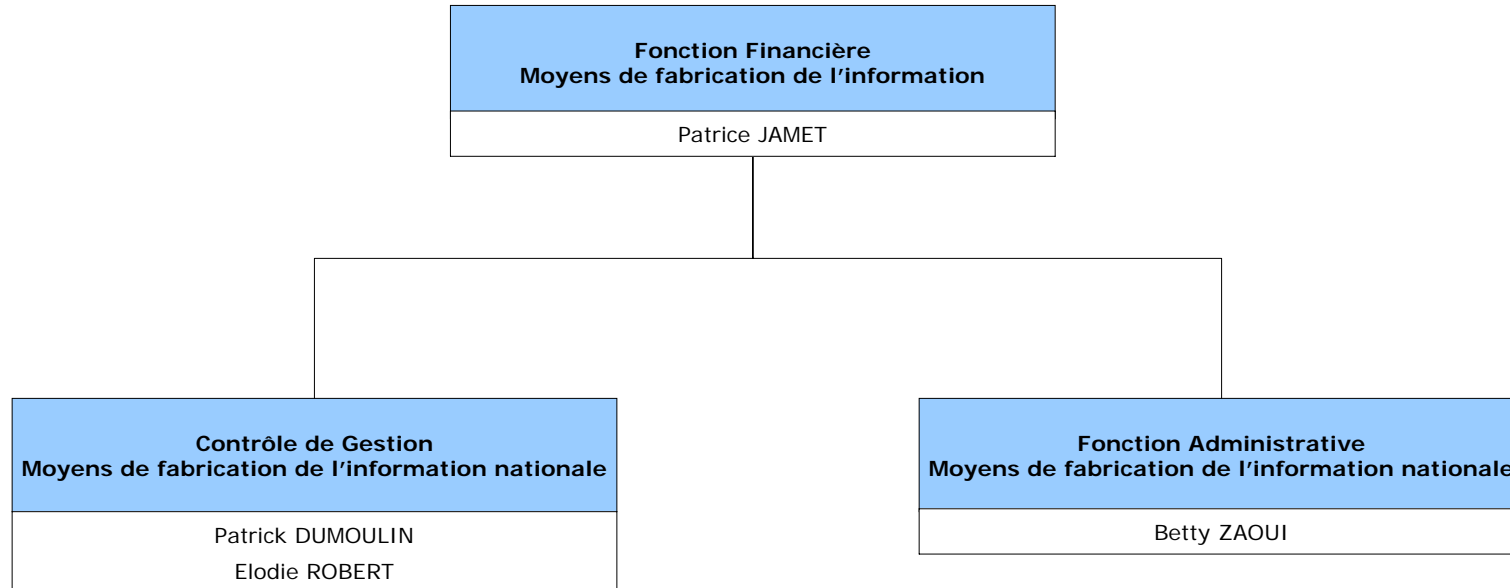 Fonction Financière
Moyens de fabrication de l'information
Patrice JAMET
Contrôle de Gestion
Moyens de fabrication de l'information nationale
Patrick DUMOULIN
Elodie ROBERT
Fonction Administrative
Moyens de fabrication de l'information nationale
Betty ZAOUI